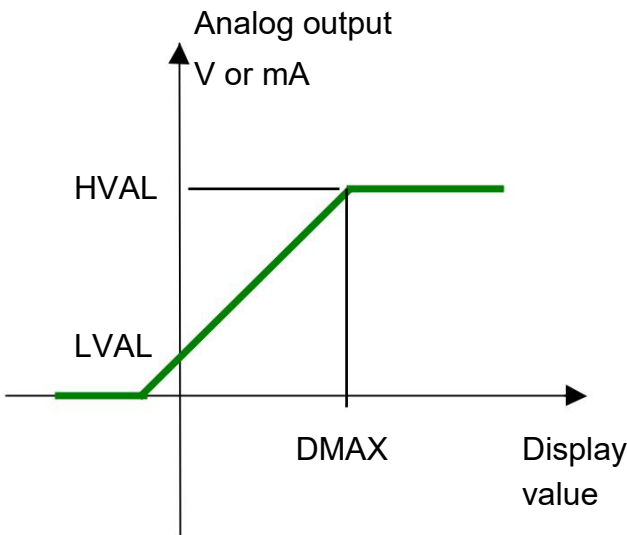 Analog output
V or mA
HVAL
LVAL
DMAX
Display
value